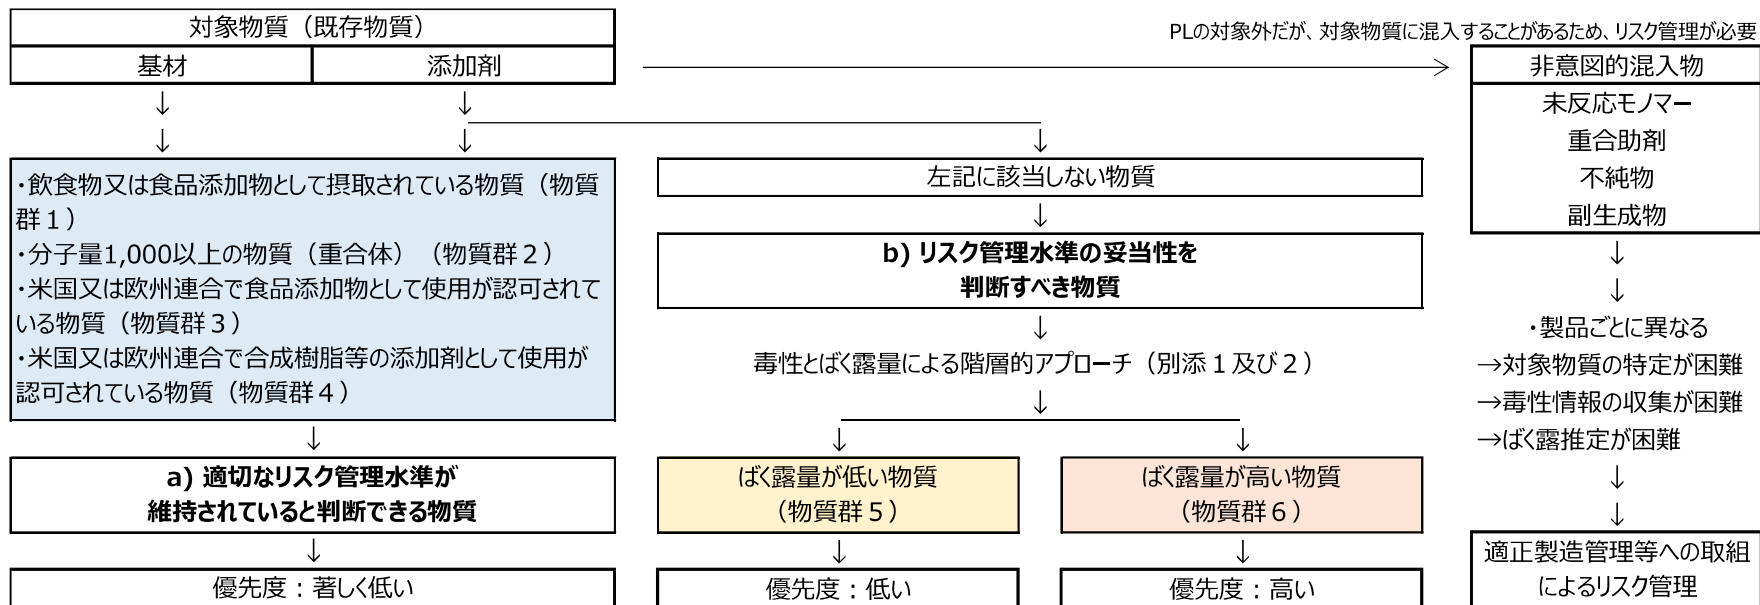 対象物質（既存物質）
基材
添加剤
PLの対象外だが、対象物質に混入することがあるため、リスク管理が必要
非意図的混入物
未反応モノマー
重合助剤
不純物
副生成物
↓
↓
↓
↓
↓
・飲食物又は食品添加物として摂取されている物質（物質
群１）
・分子量1,000以上の物質（重合体）（物質群２）
・米国又は欧州連合で食品添加物として使用が認可されて
いる物質（物質群３）
・米国又は欧州連合で合成樹脂等の添加剤として使用が
認可されている物質（物質群４）
↓
a) 適切なリスク管理水準が
維持されていると判断できる物質
↓
優先度：著しく低い
左記に該当しない物質
↓
b) リスク管理水準の妥当性を
判断すべき物質
↓
毒性とばく露量による階層的アプローチ（別添１及び２）
↓
↓
↓
ばく露量が低い物質
（物質群５）
↓
優先度：低い
ばく露量が高い物質
（物質群６）
↓
優先度：高い
↓
↓
・製品ごとに異なる
→対象物質の特定が困難
→毒性情報の収集が困難
→ばく露推定が困難
↓
↓
適正製造管理等への取組
によるリスク管理